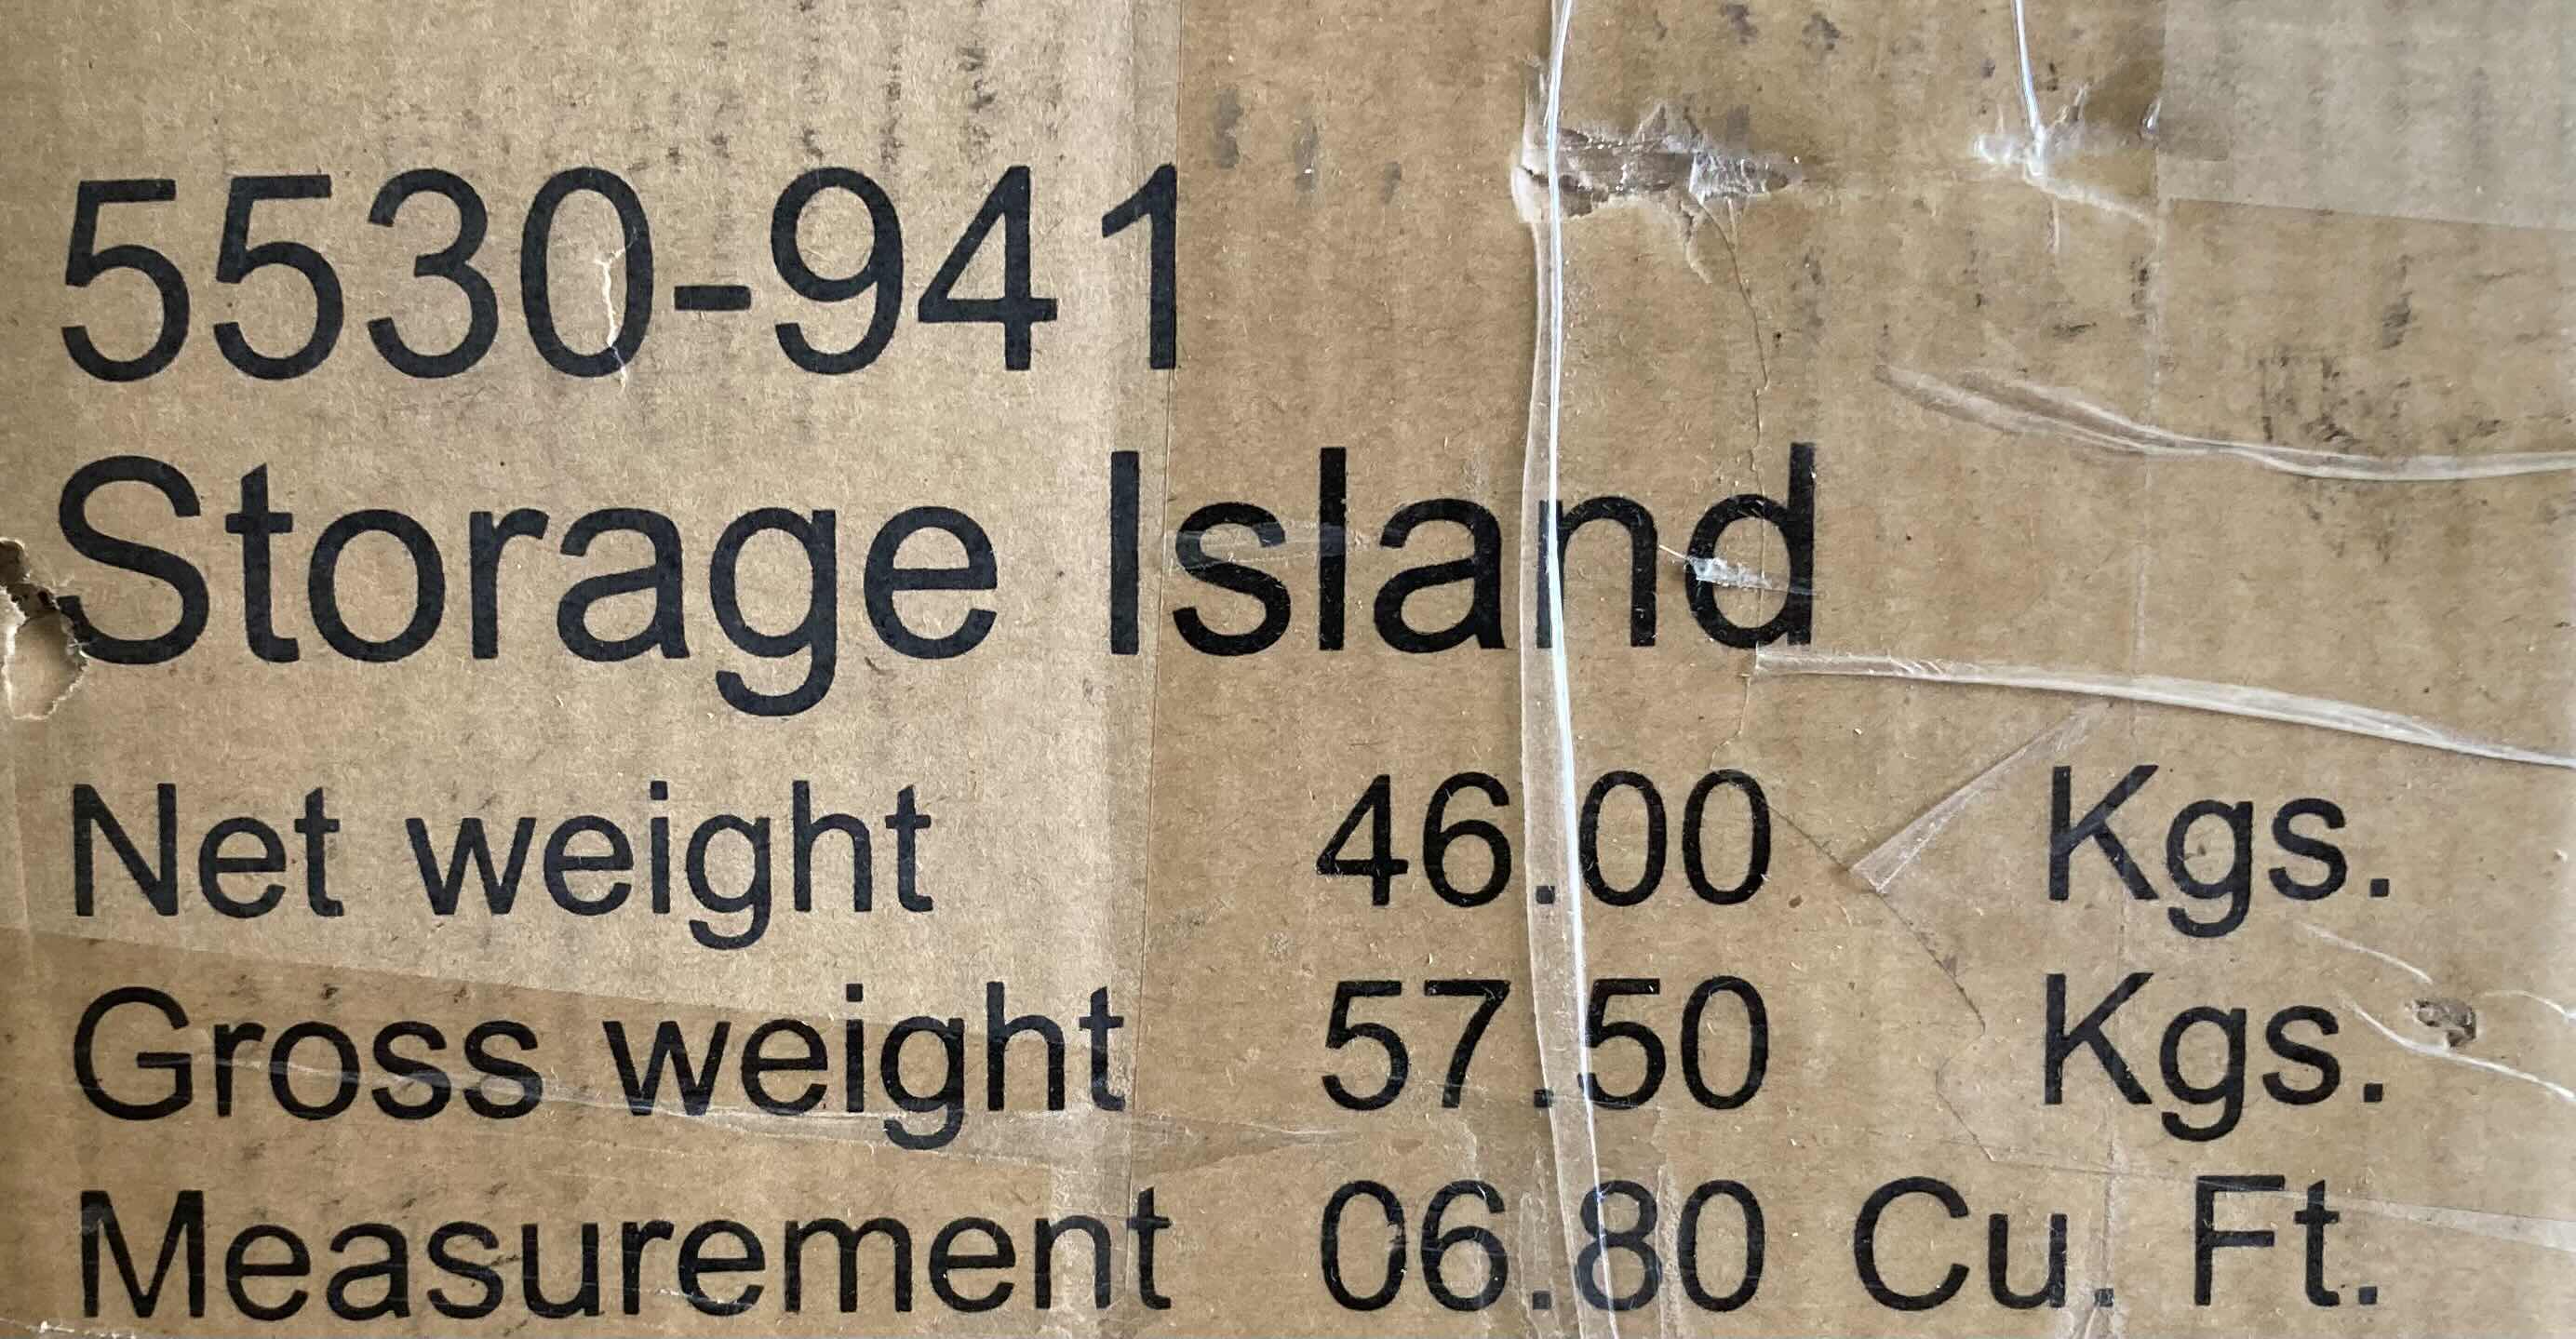 5530-941
Storage Island
Net weight 46.00 Kgs.
Gross weight 57.50 Kgs.
Measurement 06.80 Cu. Ft.